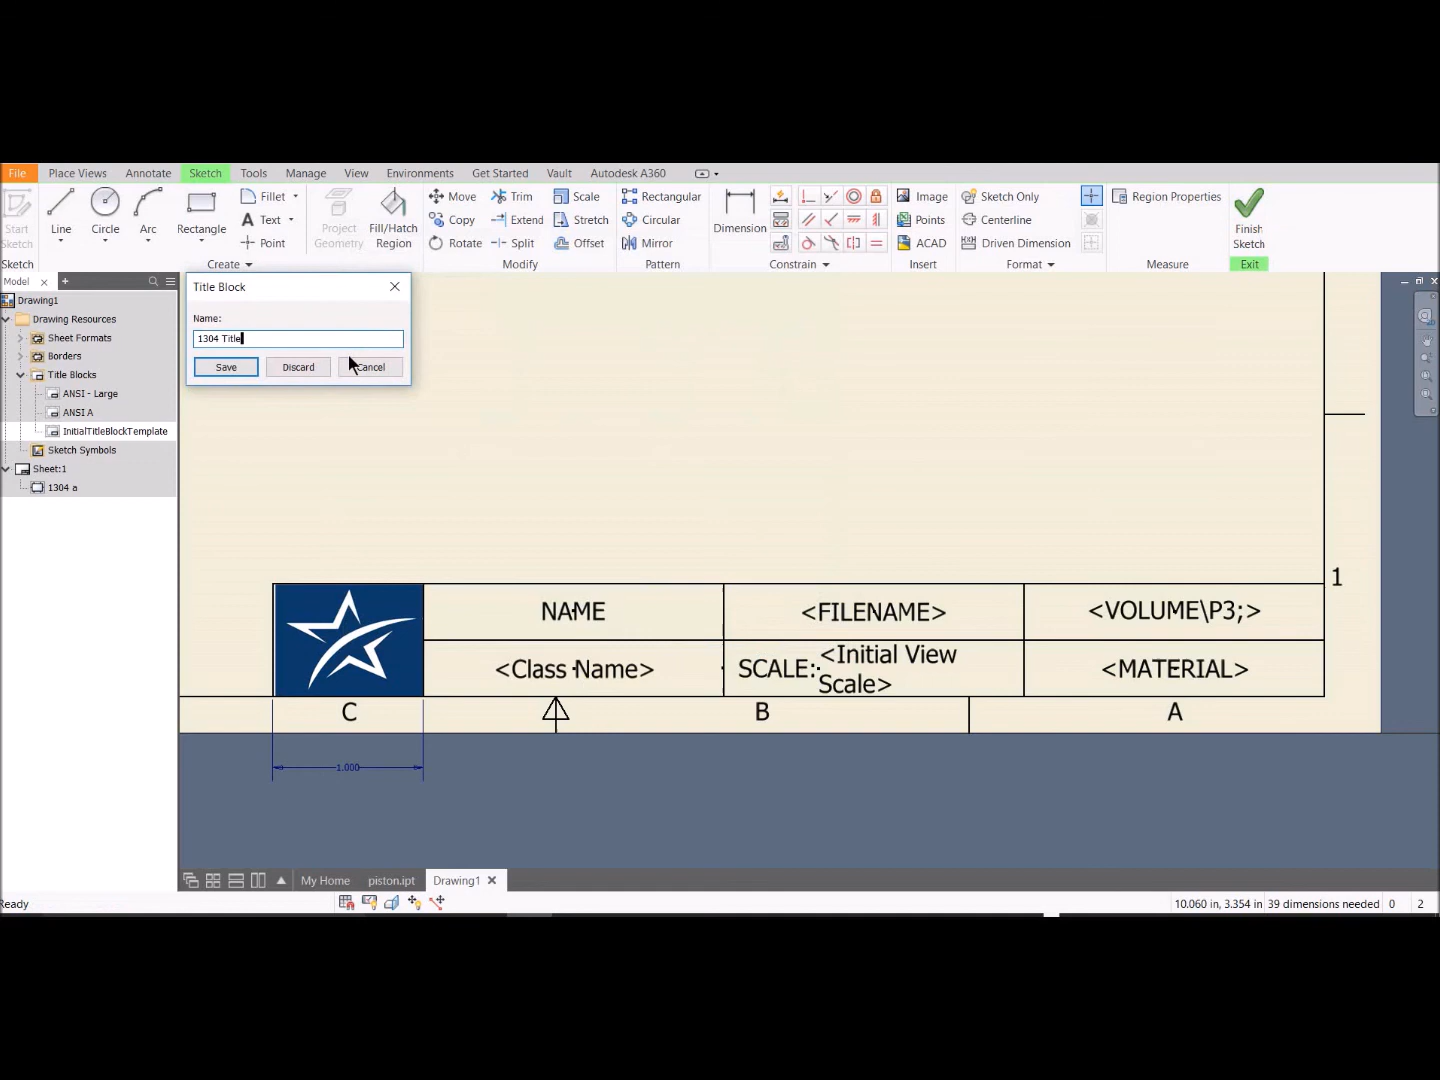 File Place Views Annotate Sketch Tools Manage View Environments Get Started Vault Autodesk A360
Start Sketch
Line
Circle
Arc
Rectangle
Fillet
Text
Point
Project Geometry
Fill/Hatch Region
Move
Copy
Rotate
Trim
Extend
Split
Scale
Stretch
Offset
Rectangular
Circular
Mirror
Dimension
Image
Points
ACAD
Sketch Only
Centerline
Driven Dimension
Region Properties
Finish Sketch
Sketch Create Modify Pattern Constrain Insert Format Measure Exit
Model
Drawing1
Drawing Resources
Sheet Formats
Borders
Title Blocks
ANSI - Large
ANSI A
InitialTitleBlockTemplate
Sketch Symbols
Sheet:1
1304 a
Title Block
Name:
1304 Title
Save Discard Cancel
1
NAME <FILENAME> <VOLUME\P3;>
<Class Name> SCALE: <Initial View Scale> <MATERIAL>
C B A
1.000
My Home piston.ipt Drawing1
Ready
10.060 in, 3.354 in 39 dimensions needed 0 2